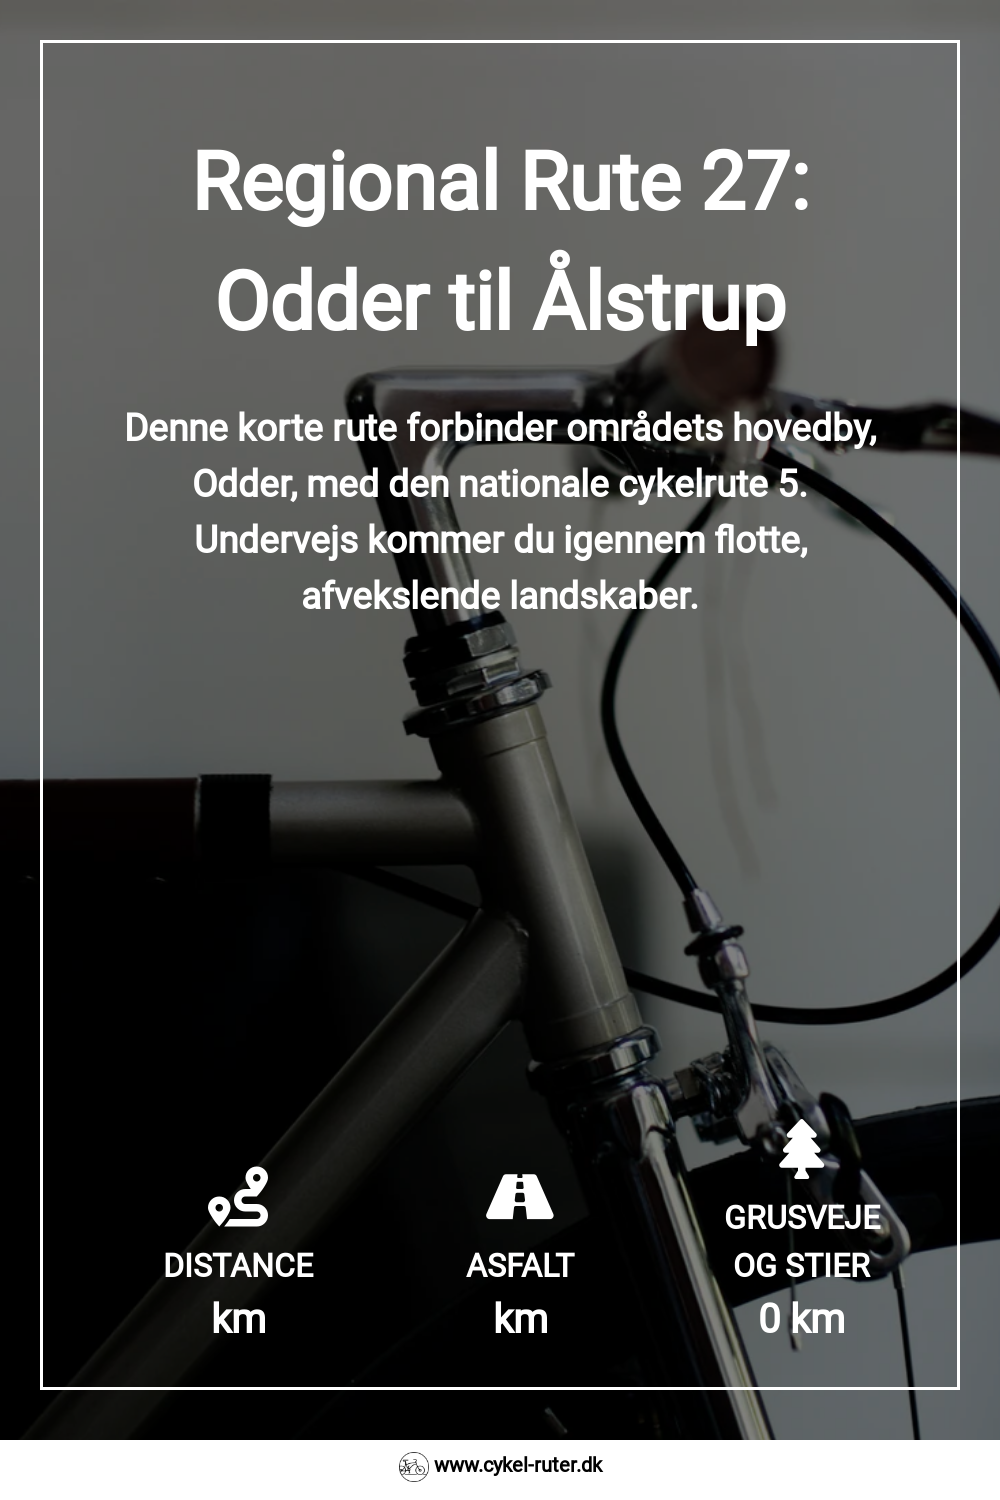 Regional Rute 27:
Odder til Ålstrup
Denne korte rute forbinder områdets hovedby,
Odder, med den nationale cykelrute 5.
Undervejs kommer du igennem flotte,
afvekslende landskaber.
DISTANCE
km
ASFALT
km
GRUSVEJE
OG STIER
0 km
www.cykel-ruter.dk